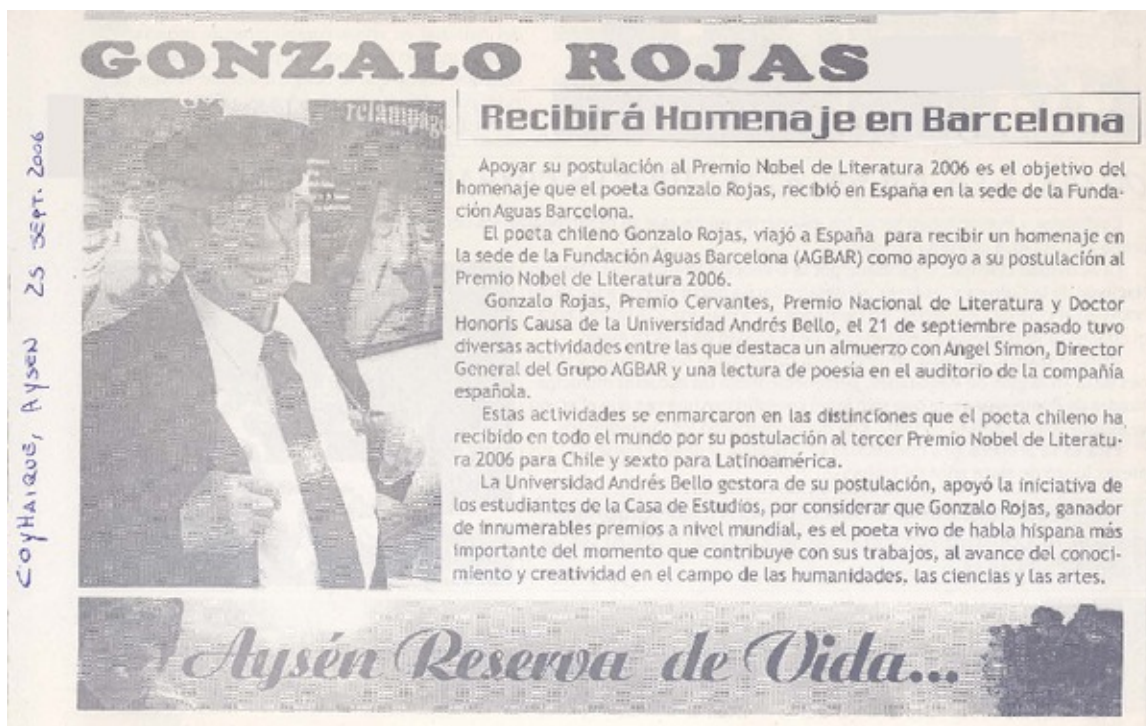 GONZALO ROJAS
relámpago
Recibirá Homenaje en Barcelona
Apoyar su postulación al Premio Nobel de Literatura 2006 es el objetivo del
homenaje que el poeta Gonzalo Rojas, recibió en España en la sede de la Funda-
ción Aguas Barcelona.
El poeta chileno Gonzalo Rojas, viajó a España para recibir un homenaje en
la sede de la Fundación Aguas Barcelona (AGBAR) como apoyo a su postulación al
Premio Nobel de Literatura 2006.
Gonzalo Rojas, Premio Cervantes, Premio Nacional de Literatura y Doctor
Honoris Causa de la Universidad Andrés Bello, el 21 de septiembre pasado tuvo
diversas actividades entre las que destaca un almuerzo con Angel Simon, Director
General del Grupo AGBAR y una lectura de poesía en el auditorio de la compañía
española.
Estas actividades se enmarcaron en las distinciones que el poeta chileno ha
recibido en todo el mundo por su postulación al tercer Premio Nobel de Literatu-
ra 2006 para Chile y sexto para Latinoamérica.
La Universidad Andrés Bello gestora de su postulación, apoyó la iniciativa de
los estudiantes de la Casa de Estudios, por considerar que Gonzalo Rojas, ganador
de innumerables premios a nivel mundial, es el poeta vivo de habla hispana más
importante del momento que contribuye con sus trabajos, al avance del conoci-
miento y creatividad en el campo de las humanidades, las ciencias y las artes.
Aysén Reserva de Vida...
COYHAIQUE, AYSEN 25 SEPT. 2006